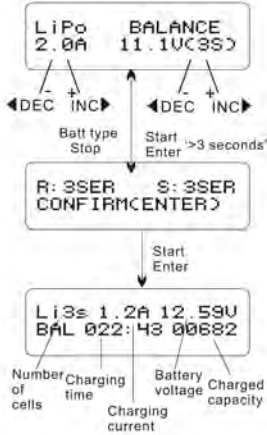 LiPo BALANCE
2.0A 11.1V(3S)
- + - +
◀DEC INC▶ ◀DEC INC▶
Batt type
Stop
Start
Enter '>3 seconds'
R: 3SER S: 3SER
CONFIRM(ENTER)
Start
Enter
Li3s 1.2A 12.59V
BAL 022:43 00682
Number
of
cells
Charging
time
Charging
current
Battery
voltage
Charged
capacity